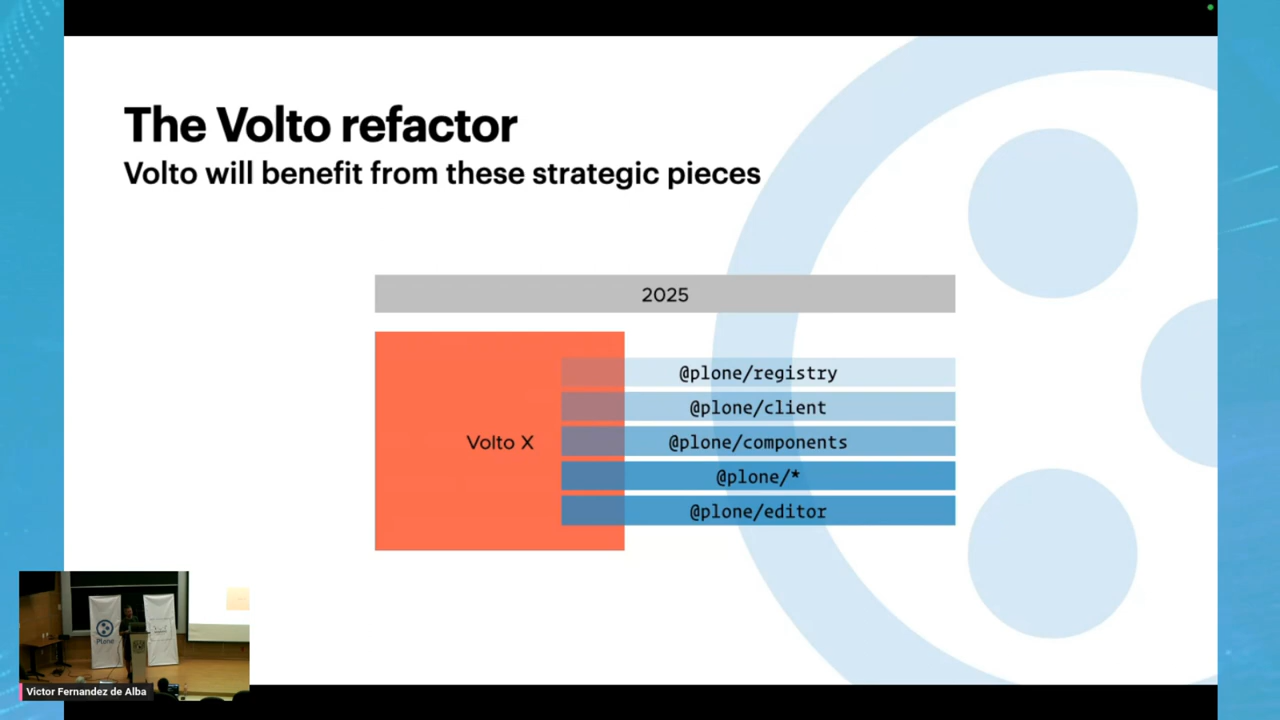 The Volto refactor
Volto will benefit from these strategic pieces
2025
Volto X
@plone/registry
@plone/client
@plone/components
@plone/*
@plone/editor
Plone
Victor Fernandez de Alba